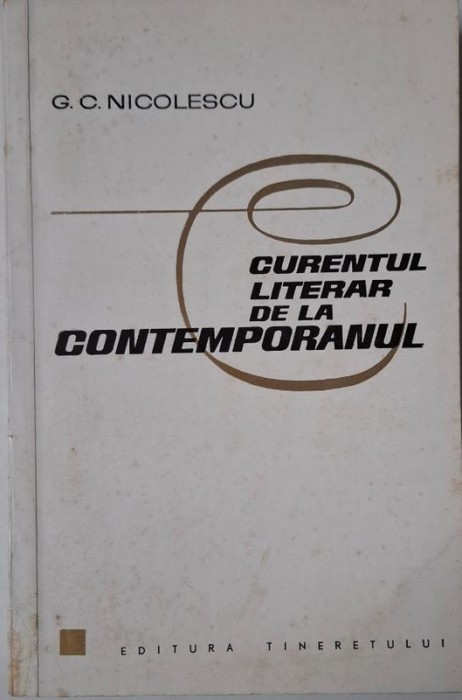 G. C. NICOLESCU
CURENTUL
LITERAR
DE LA
CONTEMPORANUL
EDITURA TINERETULUI